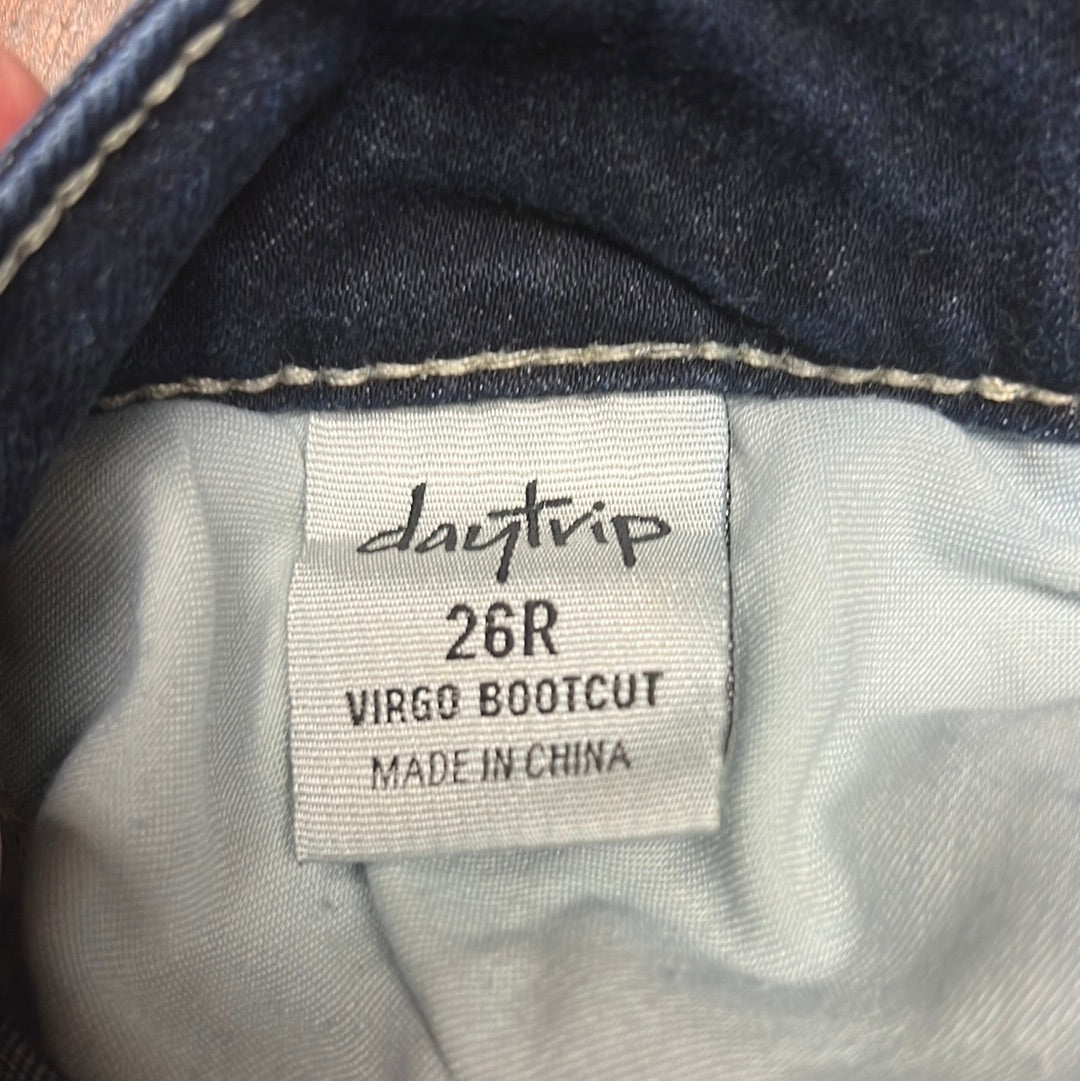 daytrip
26R
VIRGO BOOTCUT
MADE IN CHINA